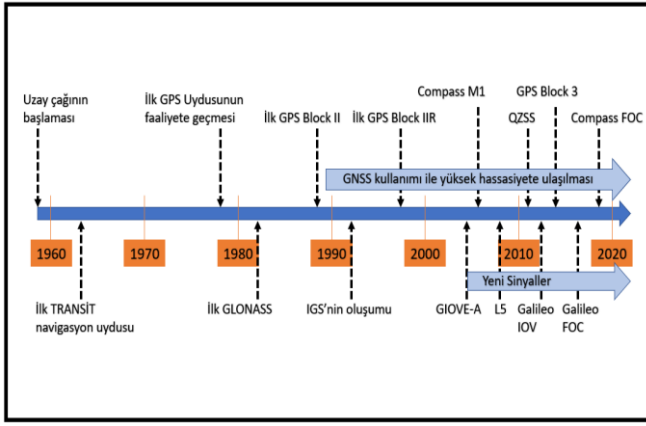 Compass M1
GPS Block 3
Uzay çağının
başlaması
İlk GPS Uydusunun
faaliyete geçmesi
İlk GPS Block II
İlk GPS Block IIR
QZSS
Compass FOC
GNSS kullanımı ile yüksek hassasiyete ulaşılması
1960
1970
1980
1990
2000
2010
2020
Yeni Sinyaller
İlk TRANSİT
navigasyon uydusu
İlk GLONASS
IGS'nin oluşumu
GIOVE-A
L5
Galileo
IOV
Galileo
FOC